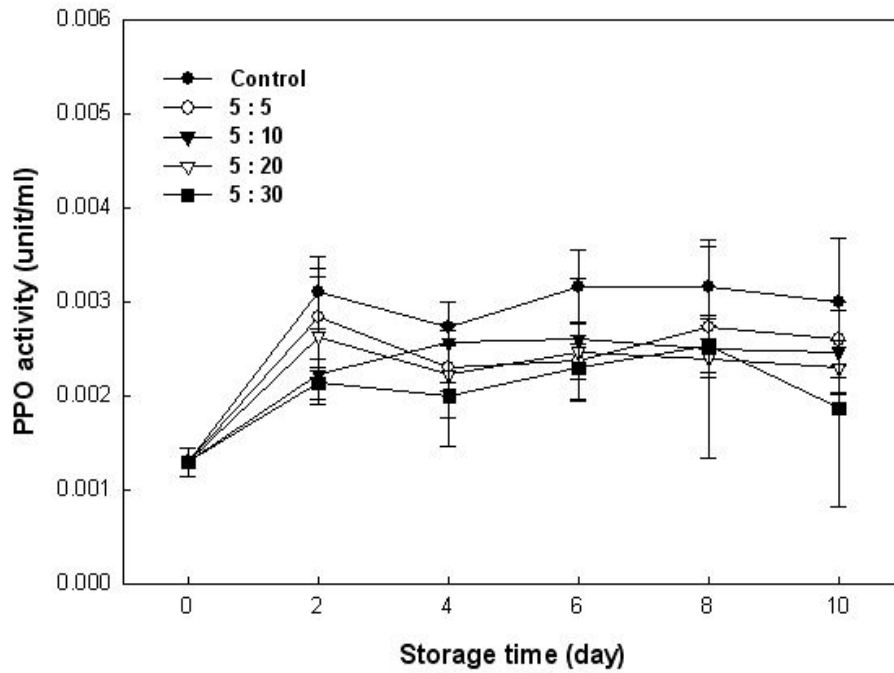 0.006
0.005
0.004
0.003
0.002
0.001
0.000
PPO activity (unit/ml)
Control
5 : 5
5 : 10
5 : 20
5 : 30
0 2 4 6 8 10
Storage time (day)